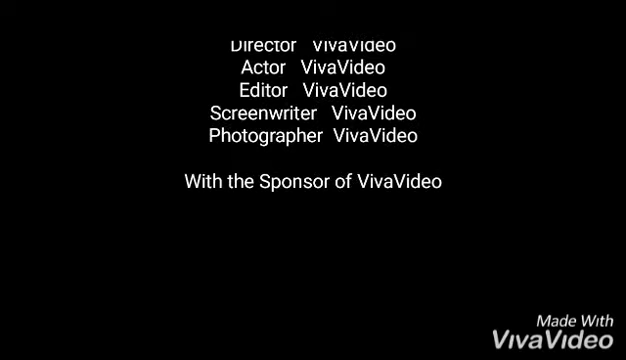 Director VivaVideo
Actor VivaVideo
Editor VivaVideo
Screenwriter VivaVideo
Photographer VivaVideo
With the Sponsor of VivaVideo
Made With
VivaVideo